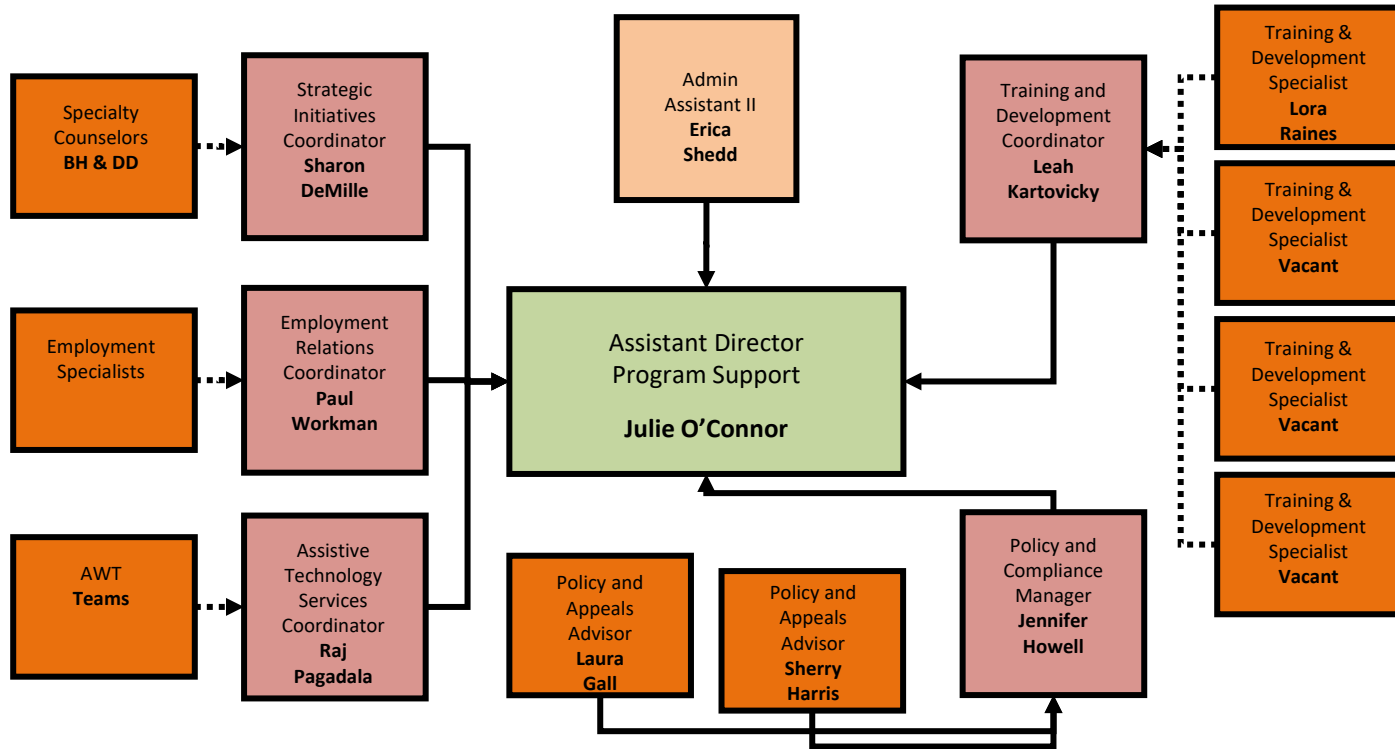 Specialty
Counselors
BH & DD
Strategic
Initiatives
Coordinator
Sharon
DeMille
Admin
Assistant II
Erica
Shedd
Training and
Development
Coordinator
Leah
Kartovicky
Training &
Development
Specialist
Lora
Raines
Training &
Development
Specialist
Vacant
Employment
Specialists
Employment
Relations
Coordinator
Paul
Workman
Assistant Director
Program Support
Julie O’Connor
Training &
Development
Specialist
Vacant
AWT
Teams
Assistive
Technology
Services
Coordinator
Raj
Pagadala
Policy and
Appeals
Advisor
Laura
Gall
Policy and
Appeals
Advisor
Sherry
Harris
Policy and
Compliance
Manager
Jennifer
Howell
Training &
Development
Specialist
Vacant